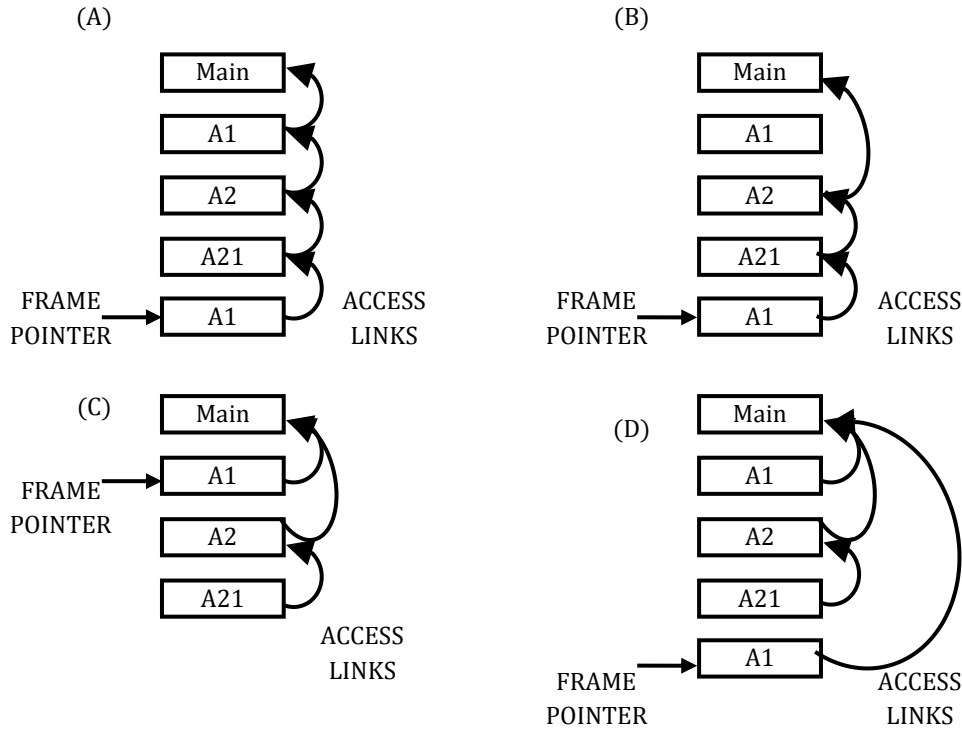 (A)
Main
A1
A2
A21
A1
FRAME
POINTER
ACCESS
LINKS
(B)
Main
A1
A2
A21
A1
FRAME
POINTER
ACCESS
LINKS
(C)
Main
A1
FRAME
POINTER
A2
A21
ACCESS
LINKS
(D)
Main
A1
A2
A21
A1
FRAME
POINTER
ACCESS
LINKS